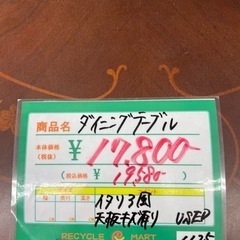 商品名 ダイニングテーブル
本体価格
(税抜)
¥17,800-
(税込価格) ¥19,580-
イタリア風
天板キズ有り USED
RECYCLE MART